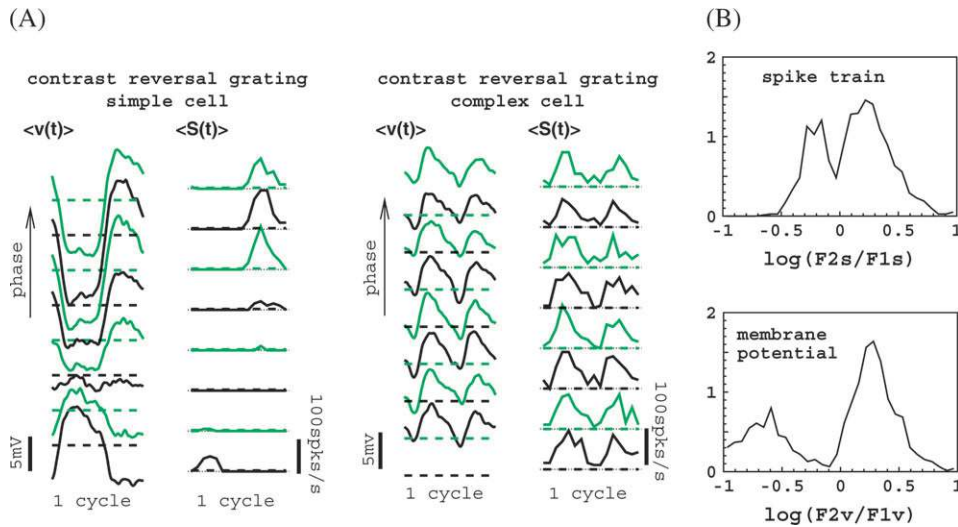 (A)
contrast reversal grating
simple cell
<v(t)>
<S(t)>
phase
5mV
1 cycle
1 cycle
100spks/s
contrast reversal grating
complex cell
<v(t)>
<S(t)>
phase
5mV
1 cycle
1 cycle
100spks/s
(B)
2
1
0
spike train
-1
-0.5
0
0.5
1
log(F2s/F1s)
2
1
0
membrane
potential
-1
-0.5
0
0.5
1
log(F2v/F1v)